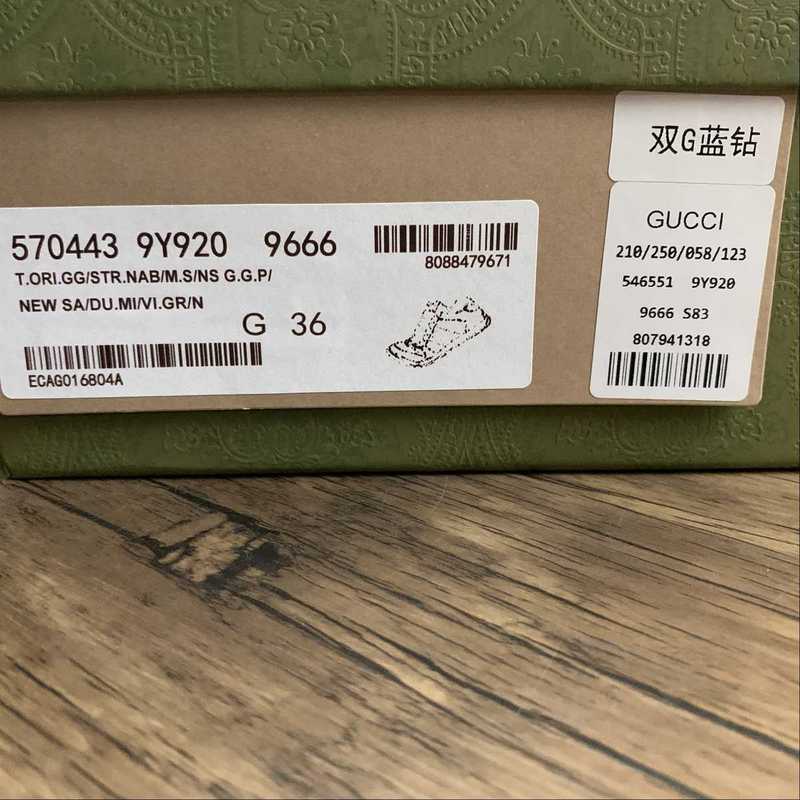 570443 9Y920 9666
8088479671
T.ORI.GG/STR.NAB/M.S/NS G.G.P/
NEW SA/DU.MI/VI.GR/N
G 36
ECAG016804A
双G蓝钻
GUCCI
210/250/058/123
546551 9Y920
9666 S83
807941318